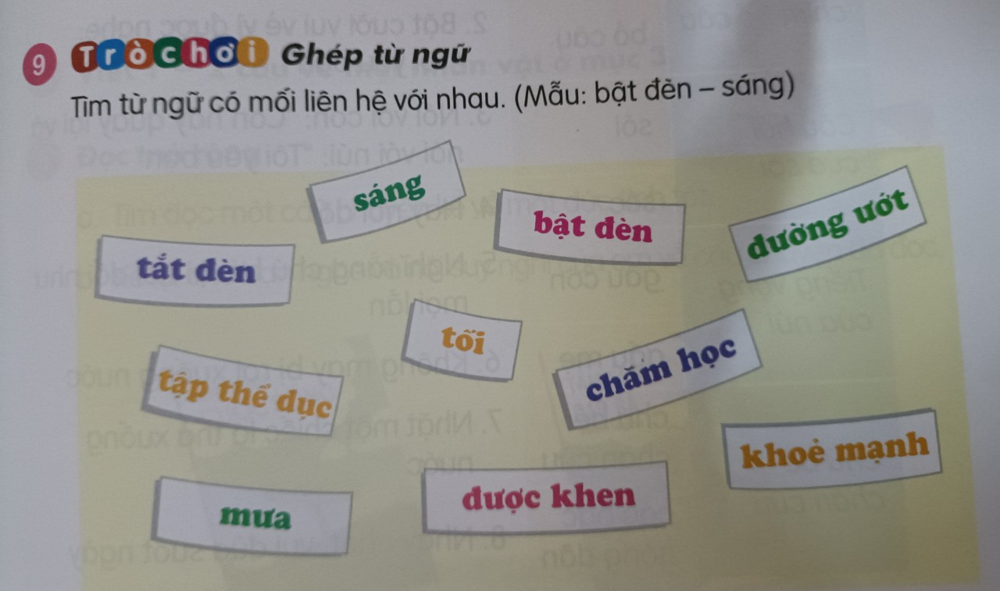 9 Trò chơi Ghép từ ngữ
Tìm từ ngữ có mối liên hệ với nhau. (Mẫu: bật đèn – sáng)
sáng
bật đèn
đường ướt
tắt đèn
tối
chăm học
tập thể dục
khoẻ mạnh
mưa
được khen